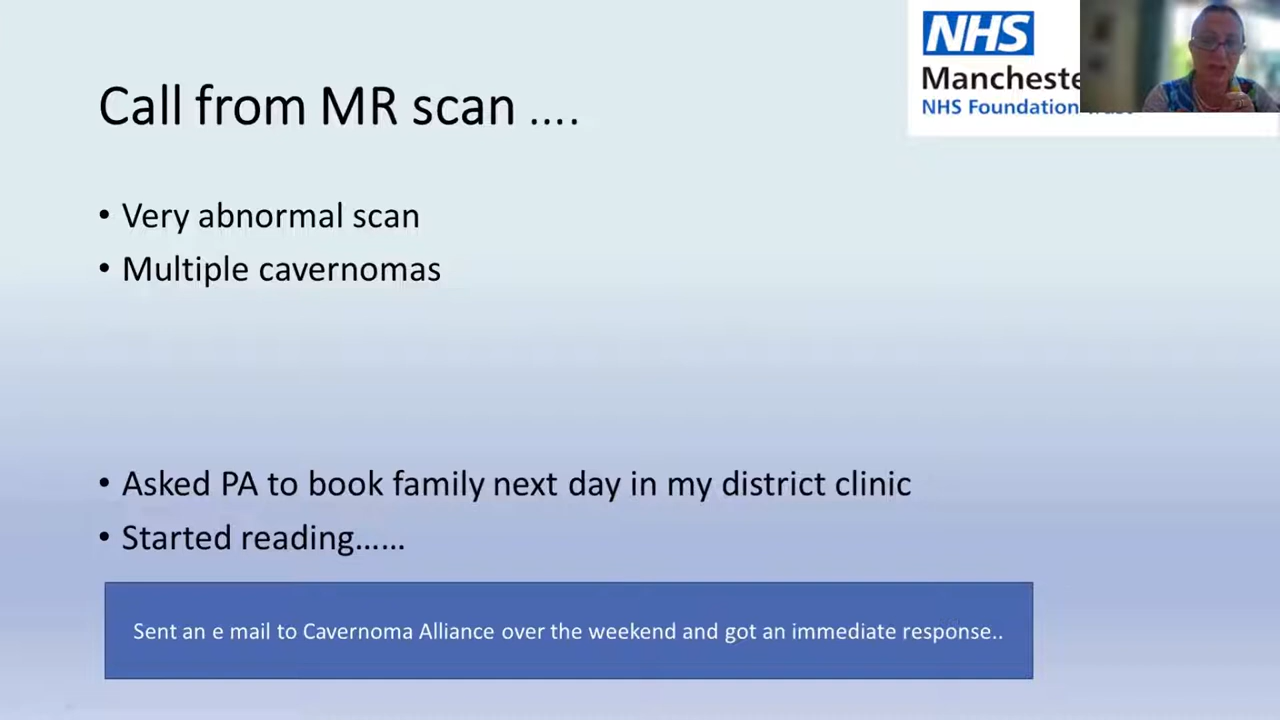 NHS
Call from MR scan ....
NHS Foundation
• Very abnormal scan
• Multiple cavernomas
• Asked PA to book family next day in my district clinic
• Started reading……
Sent an e mail to Cavernoma Alliance over the weekend and got an immediate response..